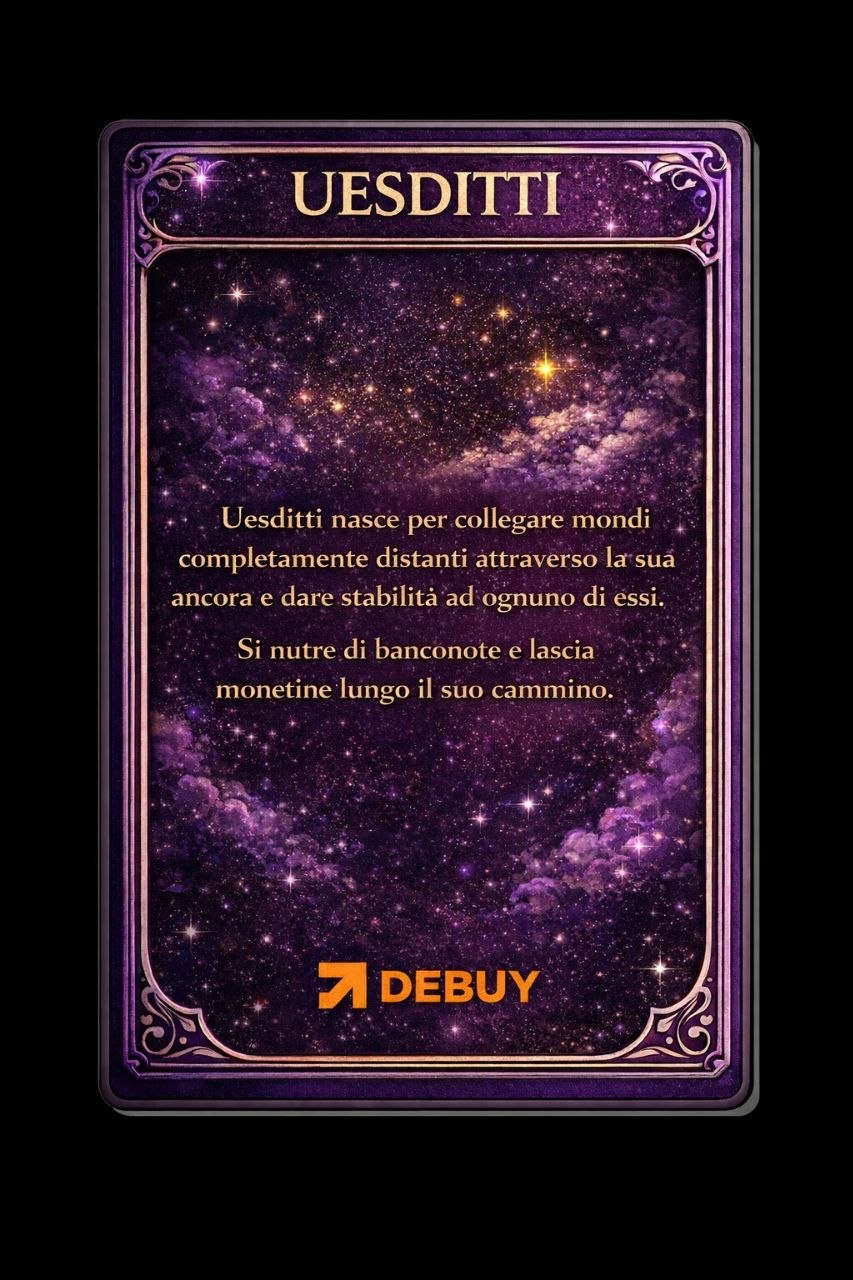 UESDITTI
Uesditti nasce per collegare mondi
completamente distanti attraverso la sua
ancora e dare stabilità ad ognuno di essi.
Si nutre di banconote e lascia
monetine lungo il suo cammino.
DEBUY